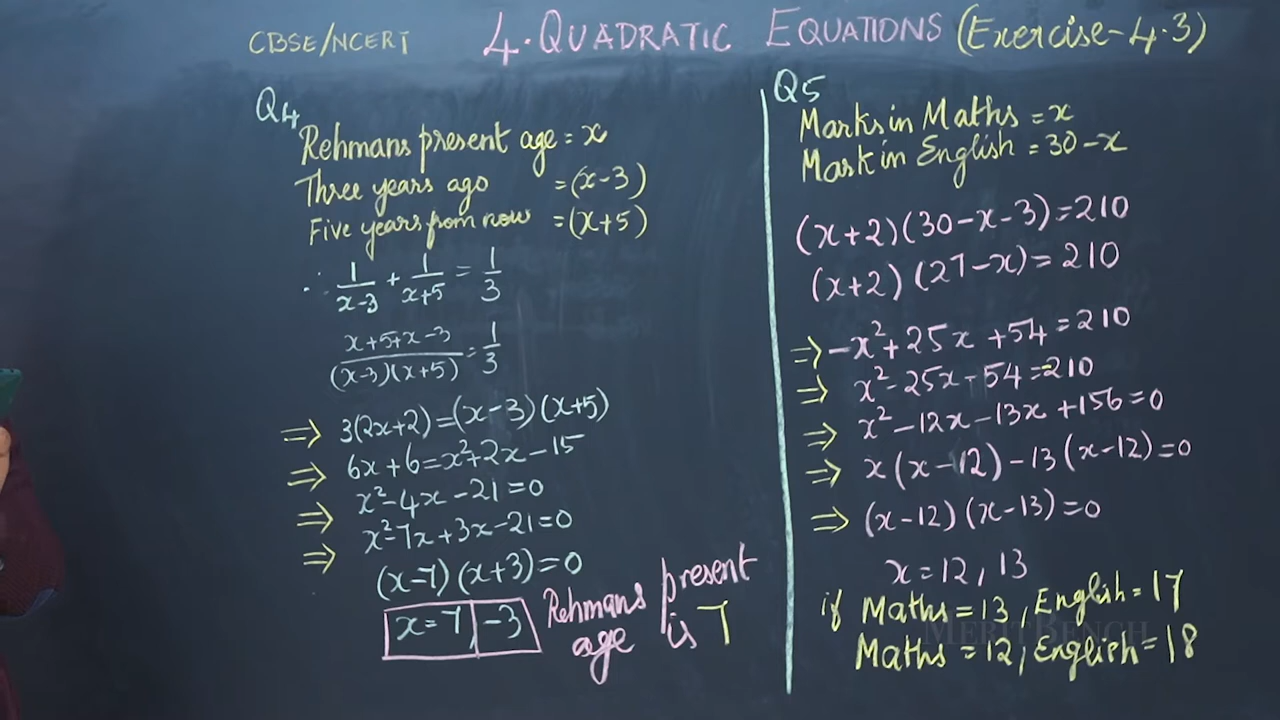 CBSE/NCERT 4. QUADRATIC EQUATIONS (Exercise-4.3)
Q4
Rehmans present age = x
Three years ago = (x-3)
Five years from now = (x+5)
∴ 1/(x-3) + 1/(x+5) = 1/3
(x+5+x-3)/((x-3)(x+5)) = 1/3
⇒ 3(2x+2)=(x-3)(x+5)
⇒ 6x+6=x²+2x-15
⇒ x²-4x-21=0
⇒ x²-7x+3x-21=0
(x-7)(x+3)=0
x=7, -3
Rehmans present
age is 7
Q5
Marks in Maths = x
Mark in English = 30-x
(x+2)(30-x-3)=210
(x+2)(27-x)=210
⇒ -x²+25x+54=210
⇒ x²-25x-54=-210
⇒ x²-12x-13x+156=0
⇒ x(x-12)-13(x-12)=0
⇒ (x-12)(x-13)=0
x=12, 13
if Maths = 13, English = 17
Maths = 12, English = 18
MERITBENCH